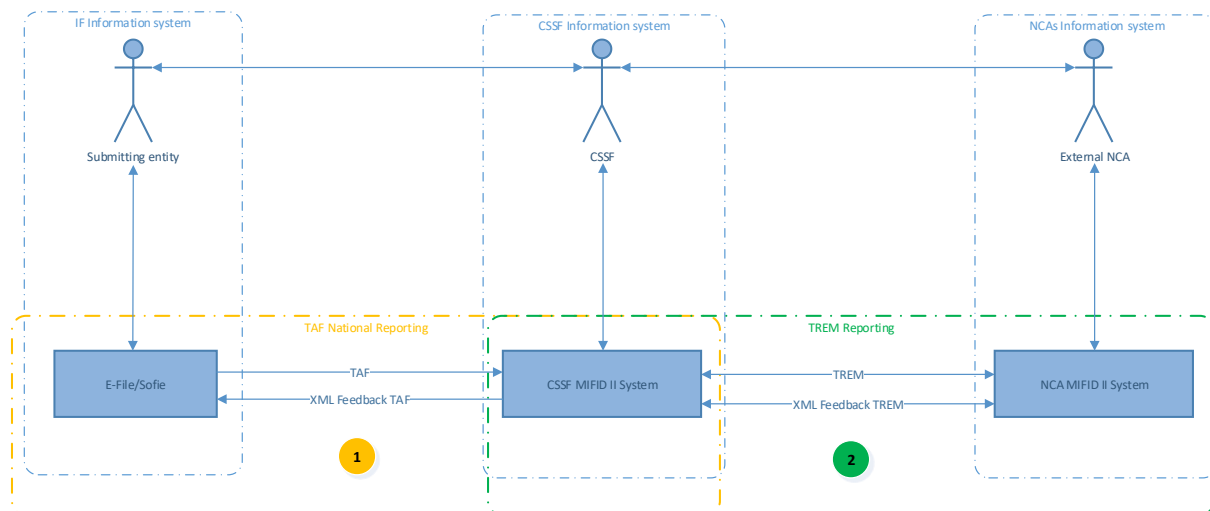 IF Information system
CSSF Information system
NCAs Information system
Submitting entity
CSSF
External NCA
TAF National Reporting
TREM Reporting
E-File/Sofie
TAF
XML Feedback TAF
CSSF MIFID II System
TREM
XML Feedback TREM
NCA MIFID II System
1
2